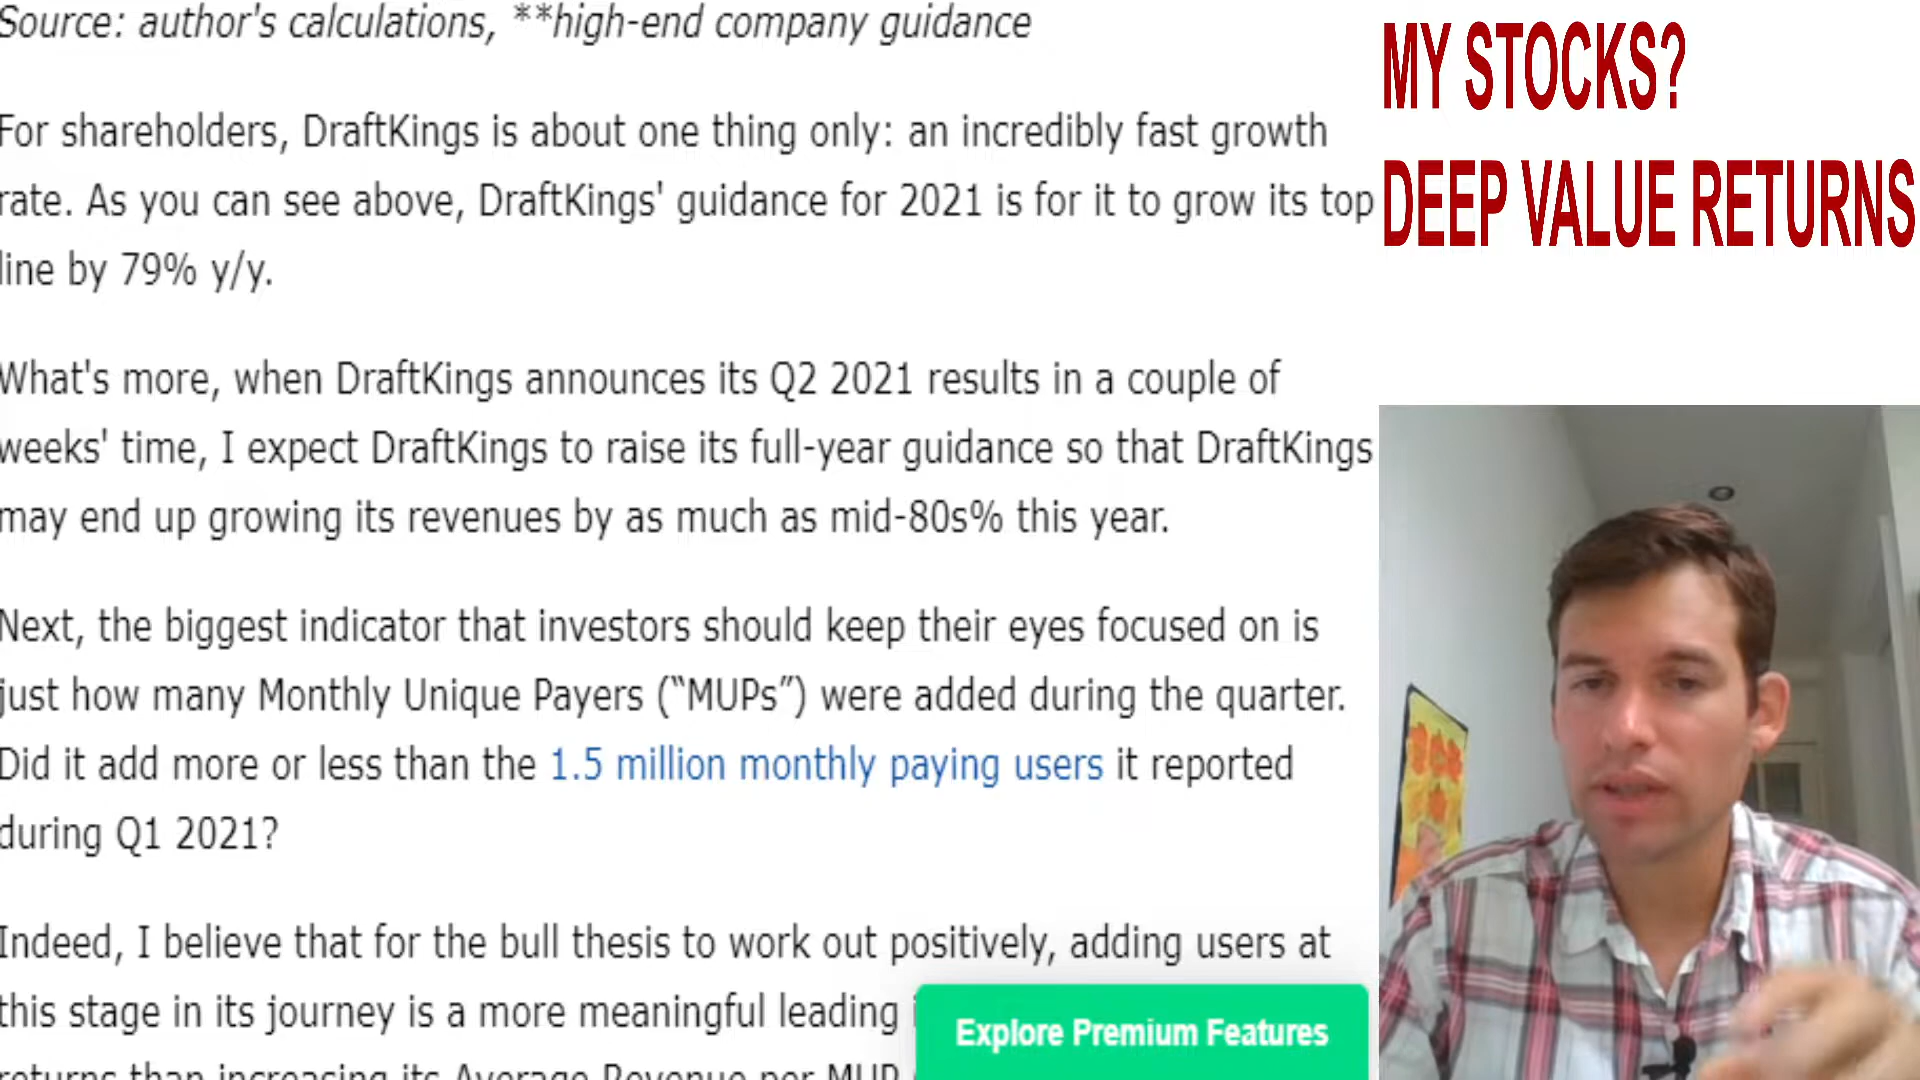 Source: author's calculations, **high-end company guidance
For shareholders, DraftKings is about one thing only: an incredibly fast growth
rate. As you can see above, DraftKings' guidance for 2021 is for it to grow its top
line by 79% y/y.
What's more, when DraftKings announces its Q2 2021 results in a couple of
weeks' time, I expect DraftKings to raise its full-year guidance so that DraftKings
may end up growing its revenues by as much as mid-80s% this year.
Next, the biggest indicator that investors should keep their eyes focused on is
just how many Monthly Unique Payers (“MUPs”) were added during the quarter.
Did it add more or less than the 1.5 million monthly paying users it reported
during Q1 2021?
Indeed, I believe that for the bull thesis to work out positively, adding users at
this stage in its journey is a more meaningful leading
returns than increasing its Average Revenue per MUP
Explore Premium Features
MY STOCKS?
DEEP VALUE RETURNS